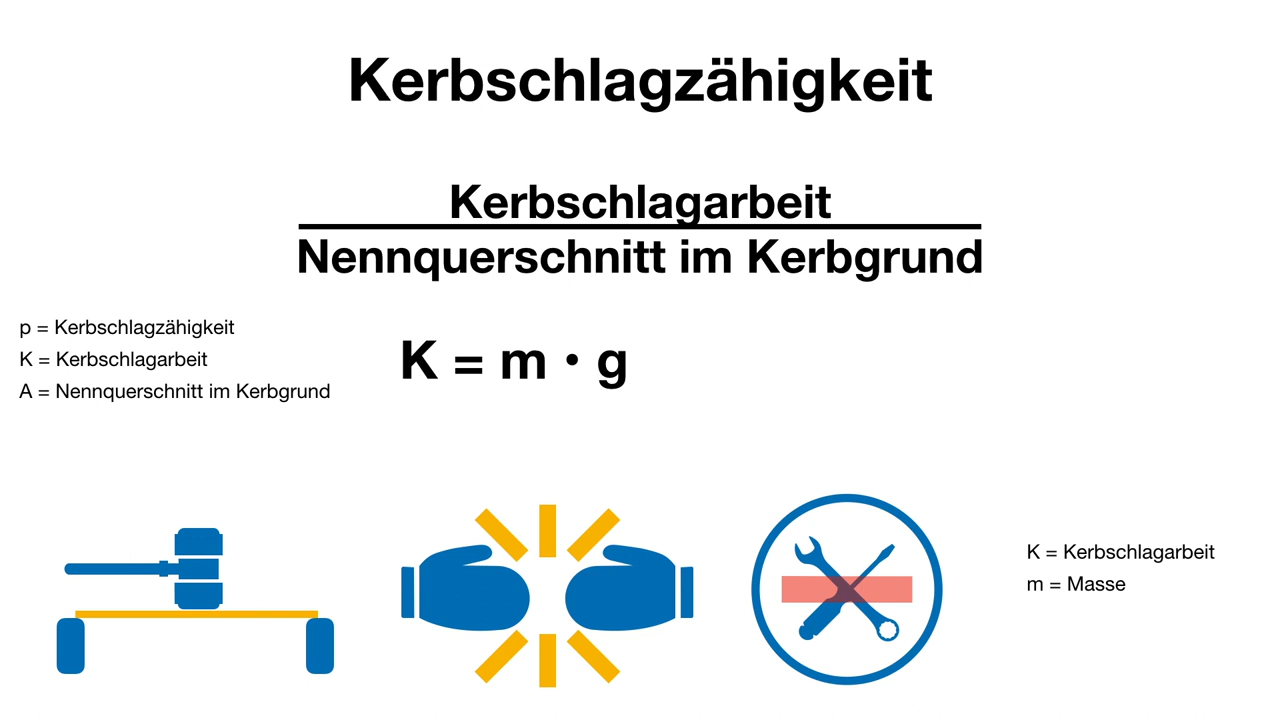 Kerbschlagzähigkeit
Kerbschlagarbeit
Nennquerschnitt im Kerbgrund
p = Kerbschlagzähigkeit
K = Kerbschlagarbeit
A = Nennquerschnitt im Kerbgrund
K = m · g
K = Kerbschlagarbeit
m = Masse